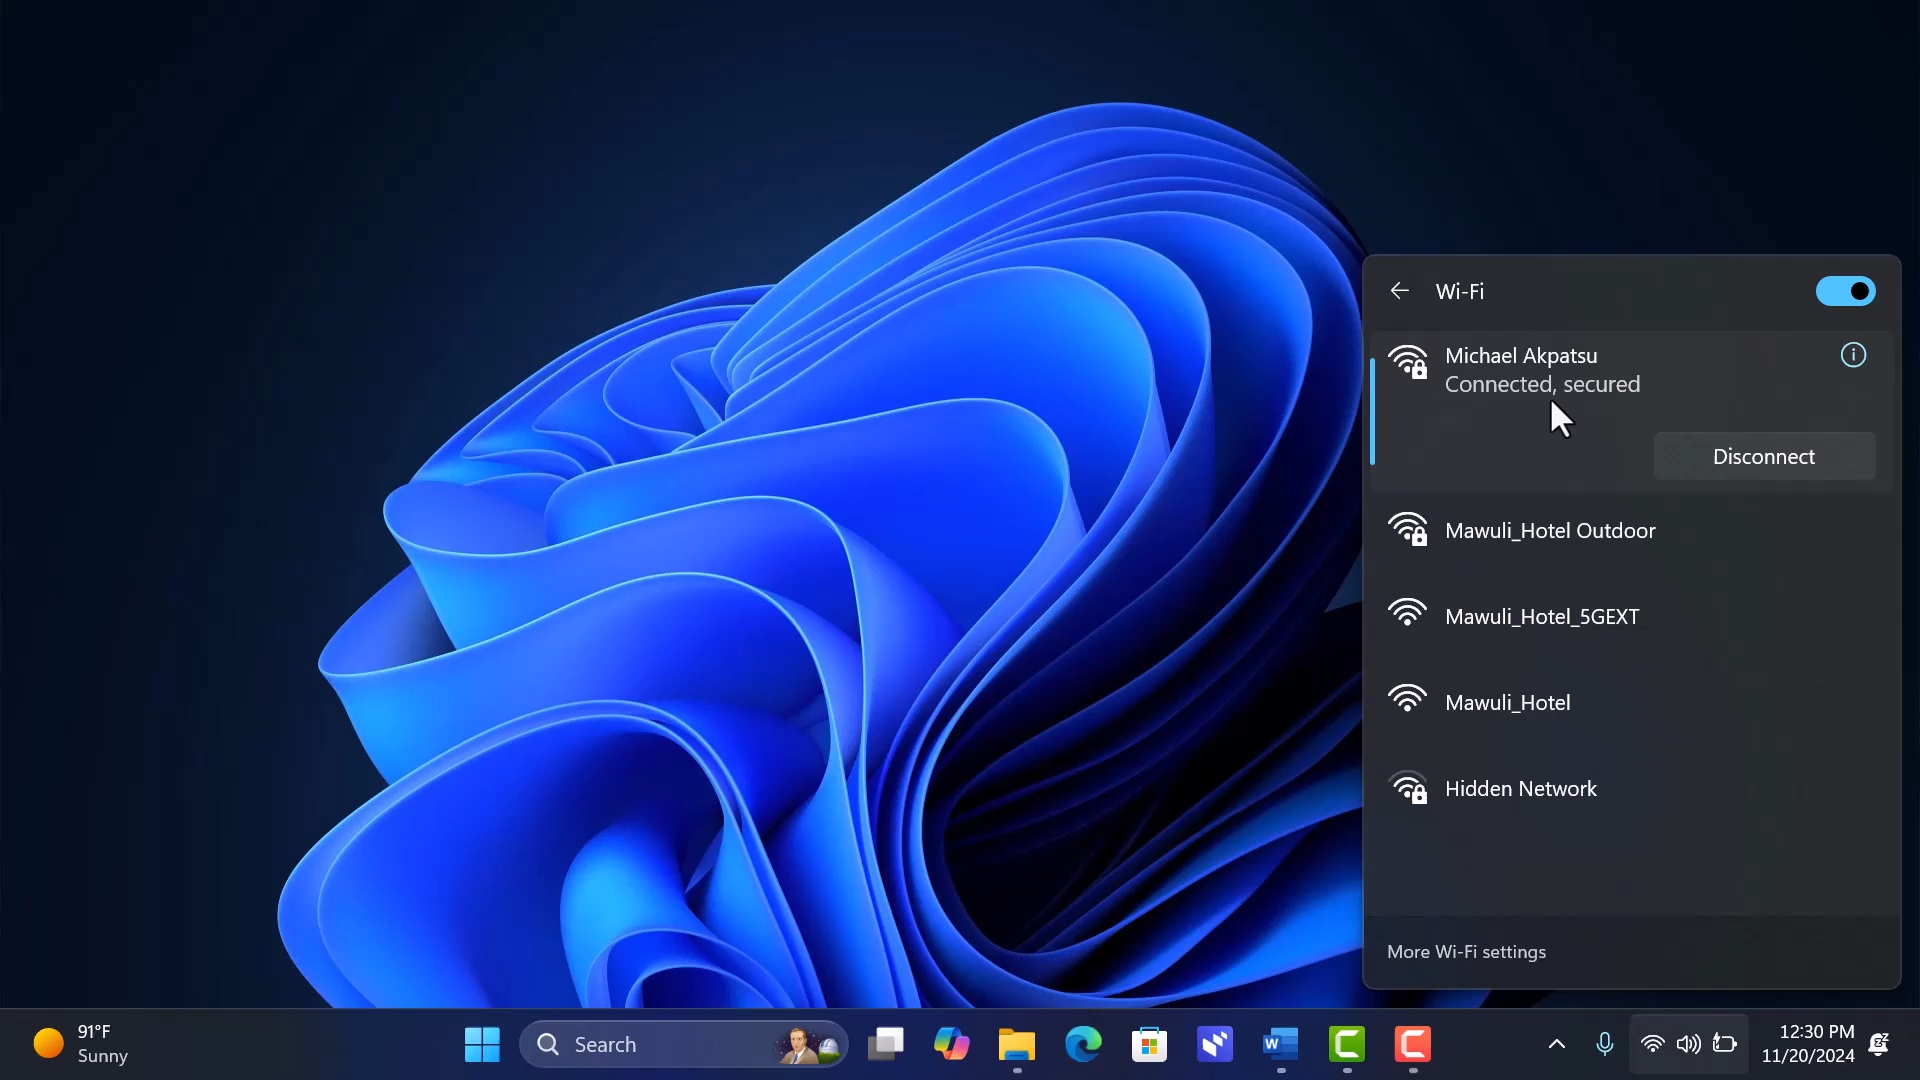 Wi-Fi
Michael Akpatsu
Connected, secured
Disconnect
Mawuli_Hotel Outdoor
Mawuli_Hotel_5GEXT
Mawuli_Hotel
Hidden Network
More Wi-Fi settings
91°F
Sunny
Search
12:30 PM
11/20/2024